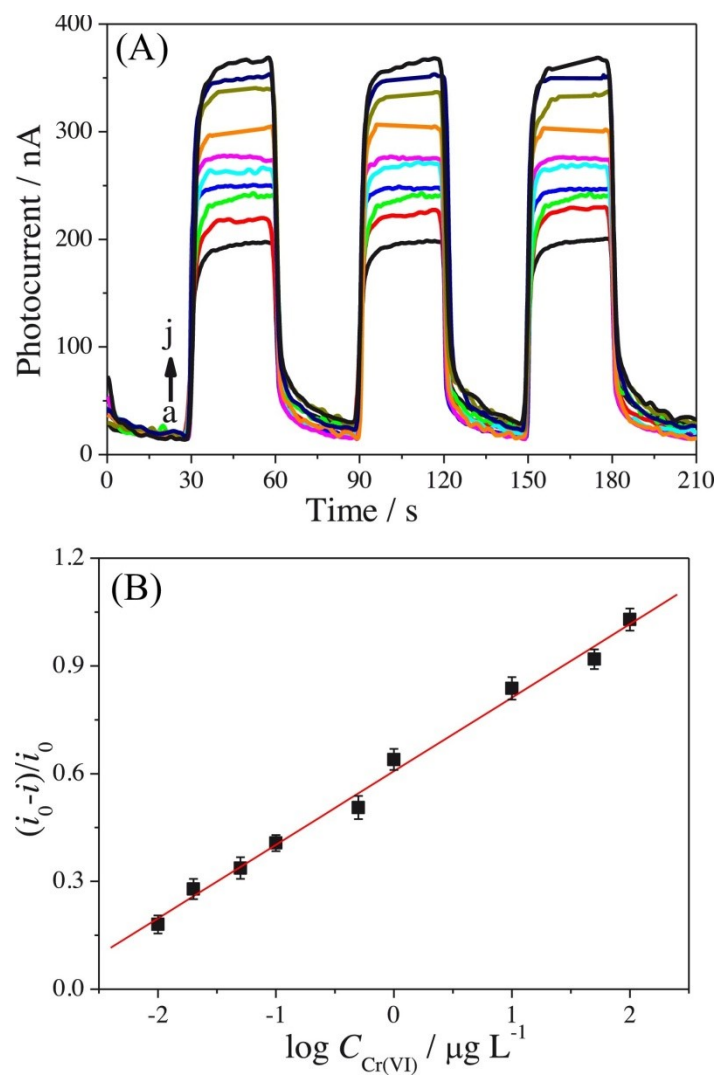 (A)
400
300
200
100
0
Photocurrent / nA
j
a
0 30 60 90 120 150 180 210
Time / s
(B)
1.2
0.9
0.6
0.3
0.0
(i₀-i)/i₀
-2 -1 0 1 2
log C_Cr(VI) / μg L⁻¹